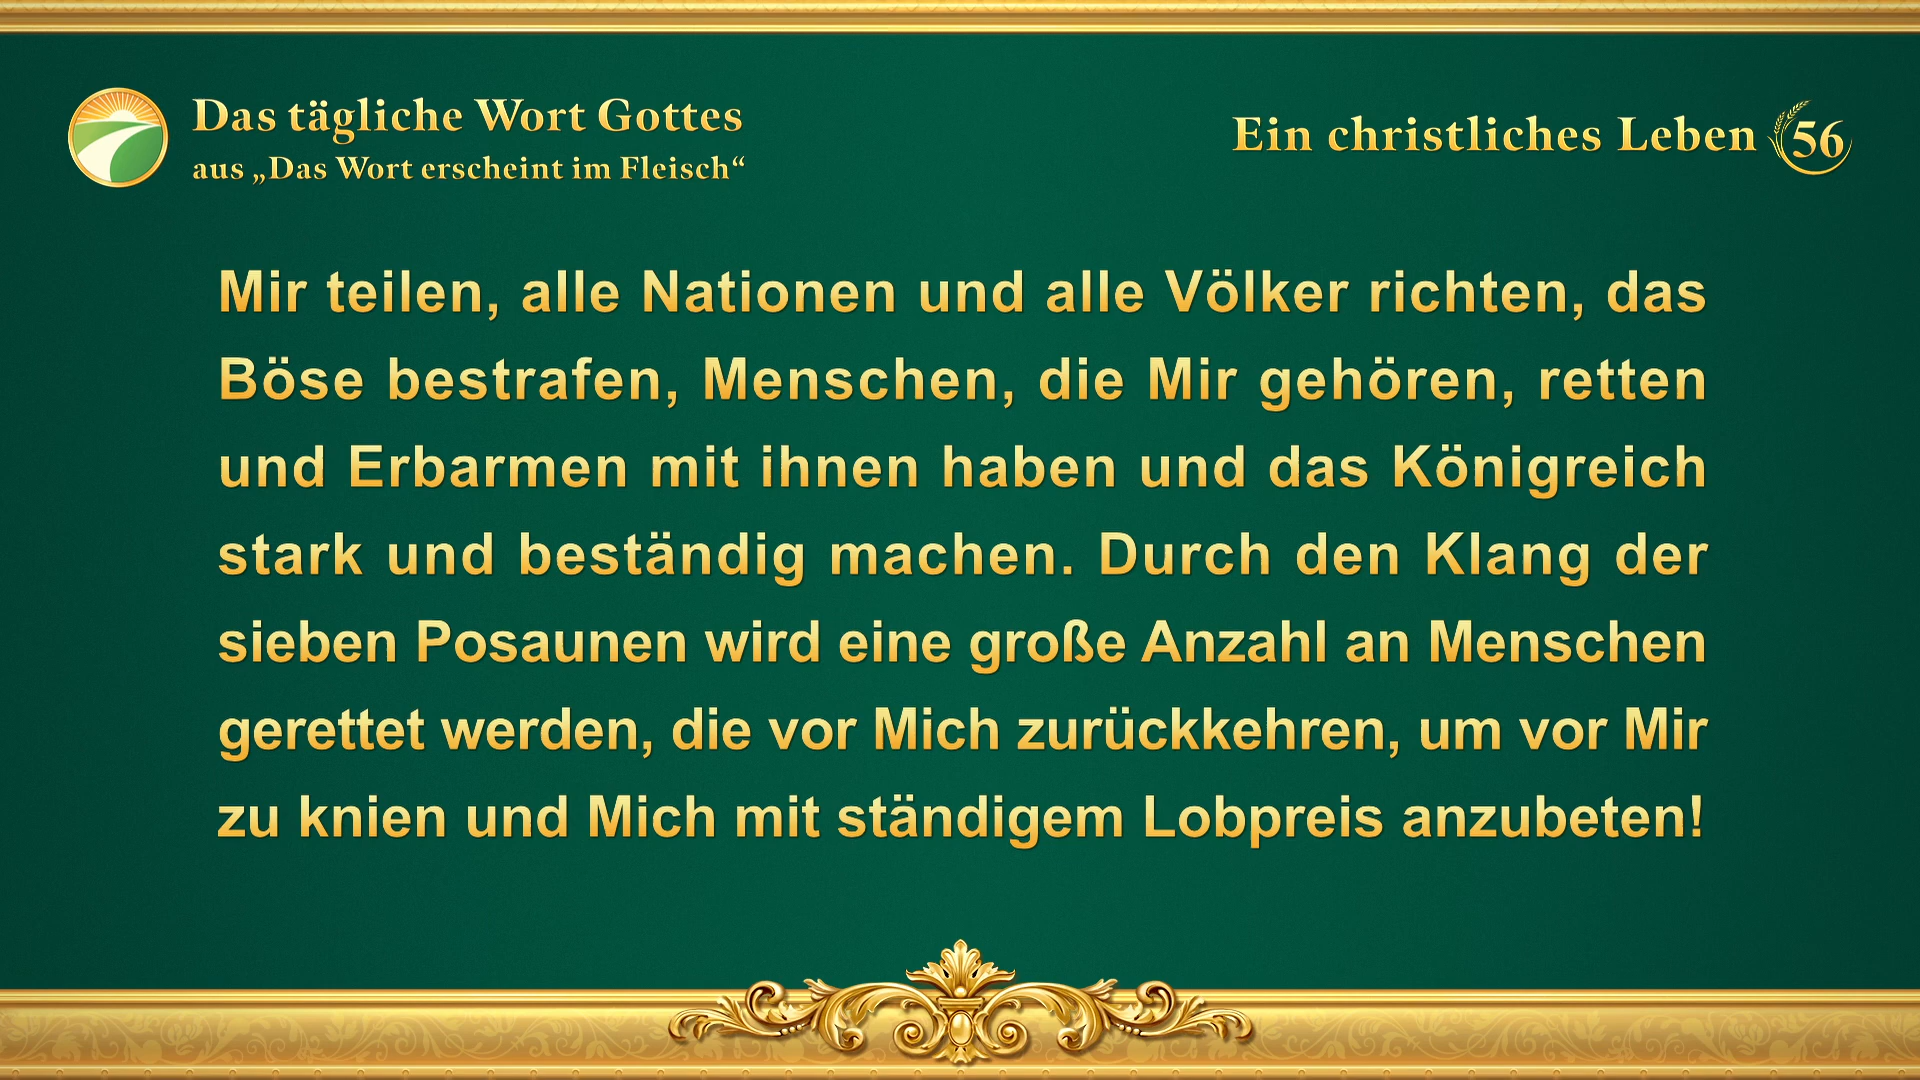 Das tägliche Wort Gottes
aus „Das Wort erscheint im Fleisch“
Ein christliches Leben 56
Mir teilen, alle Nationen und alle Völker richten, das
Böse bestrafen, Menschen, die Mir gehören, retten
und Erbarmen mit ihnen haben und das Königreich
stark und beständig machen. Durch den Klang der
sieben Posaunen wird eine große Anzahl an Menschen
gerettet werden, die vor Mich zurückkehren, um vor Mir
zu knien und Mich mit ständigem Lobpreis anzubeten!